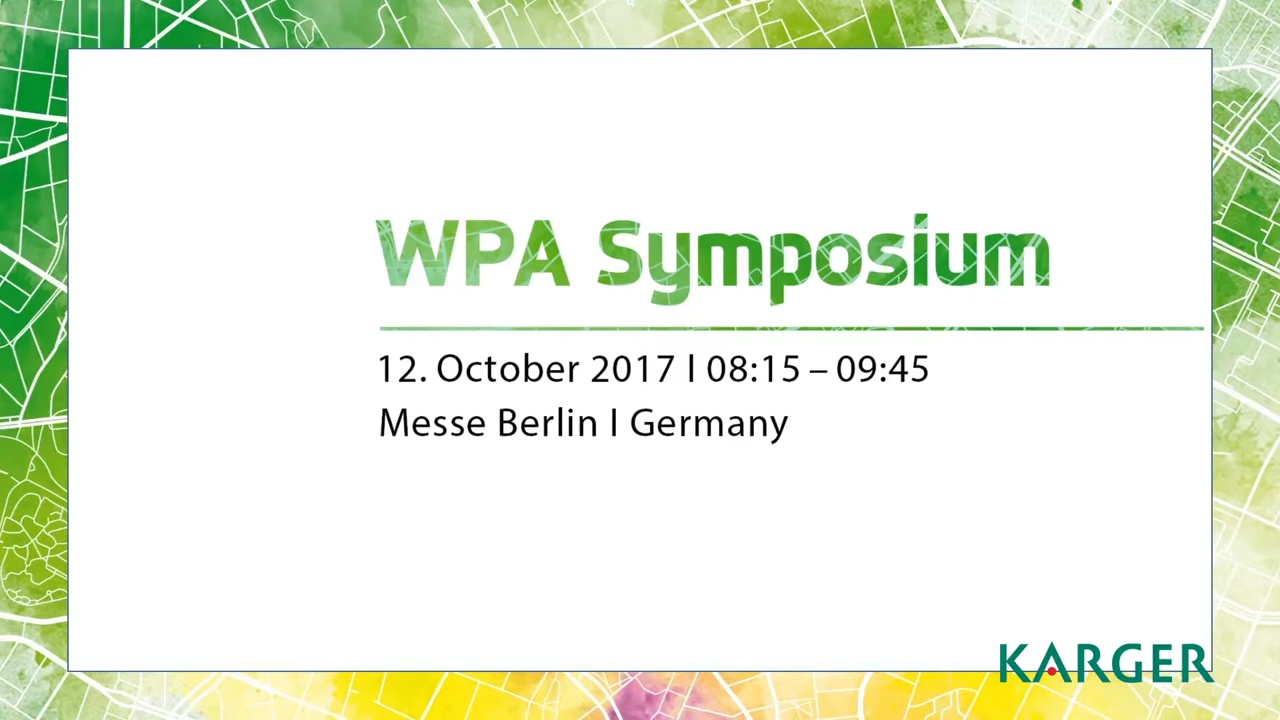 WPA Symposium
12. October 2017 I 08:15 – 09:45
Messe Berlin I Germany
KARGER